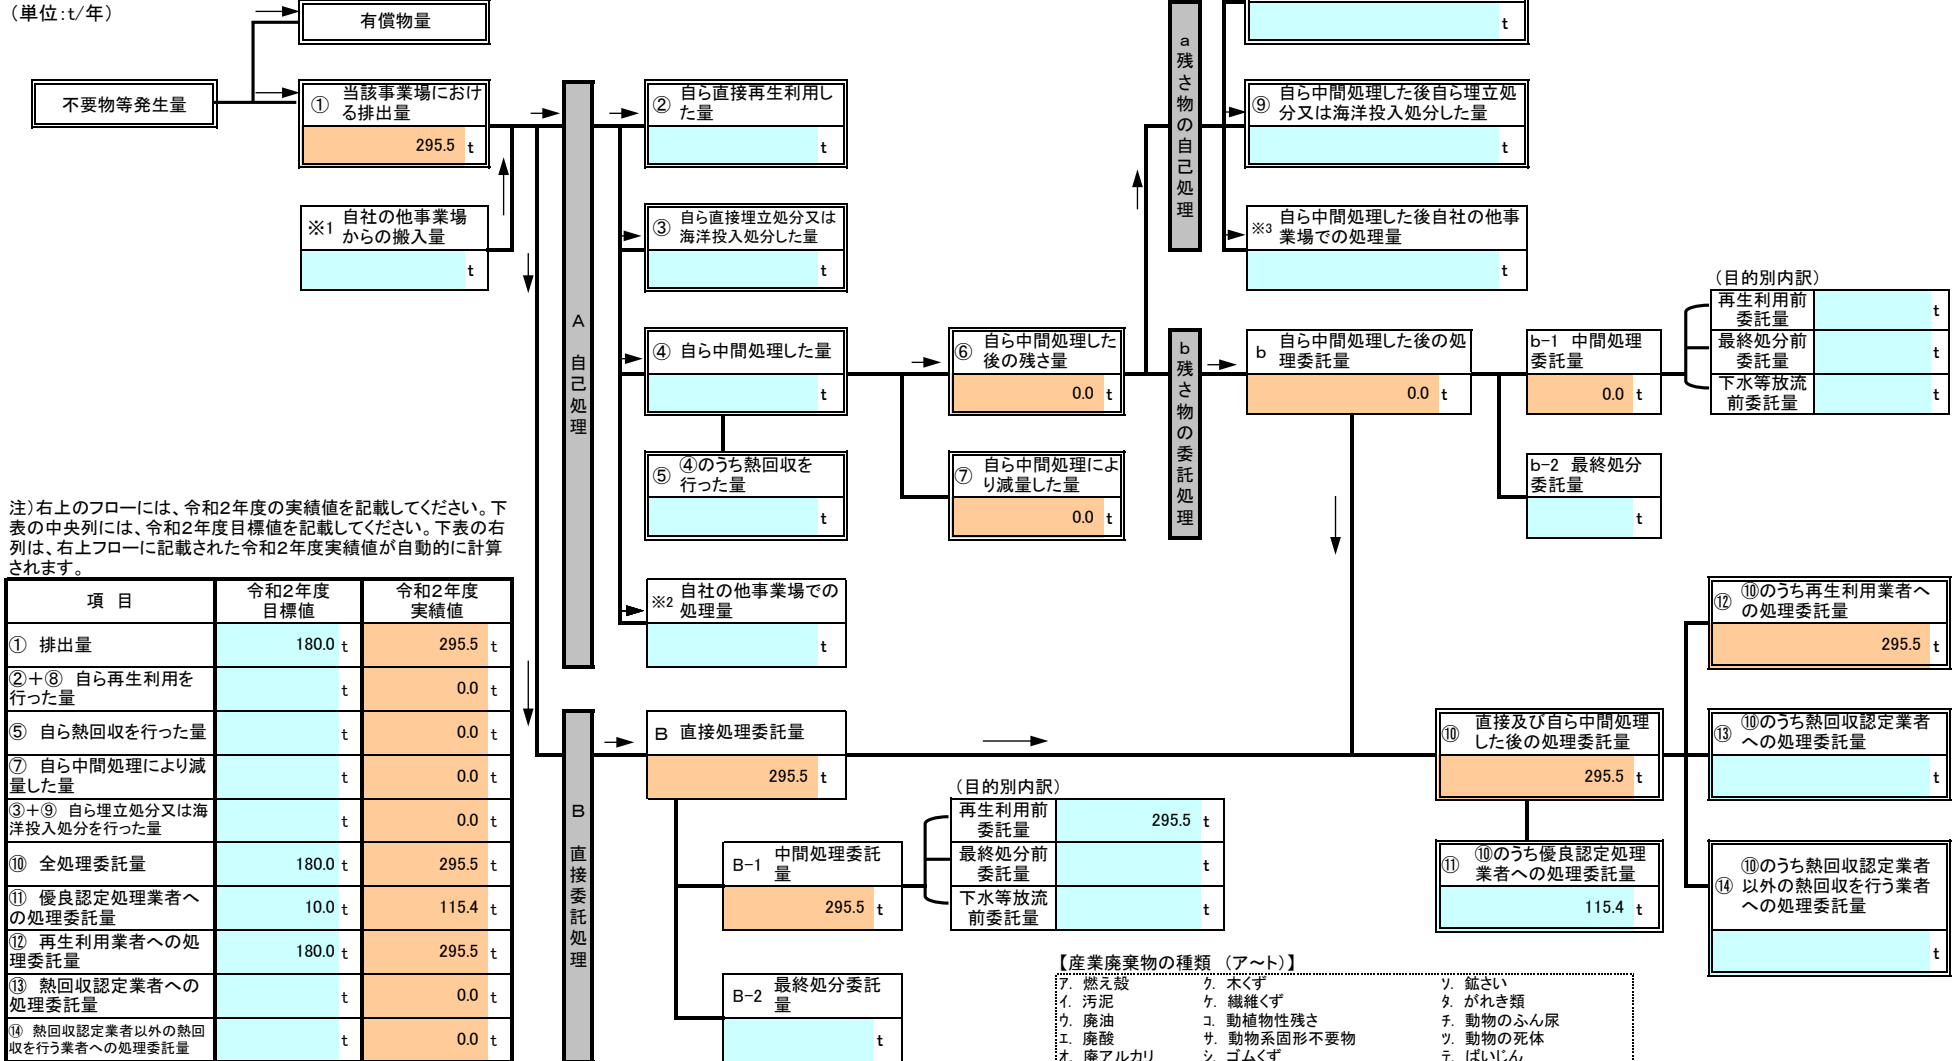 （単位：t/年）
有償物量
不要物等発生量
① 当該事業場におけ
る排出量
295.5 t
※1 自社の他事業場
からの搬入量
t
A 自己処理
② 自ら直接再生利用し
た量
t
③ 自ら直接埋立処分又は
海洋投入処分した量
t
④ 自ら中間処理した量
t
⑤ ④のうち熱回収を
行った量
t
※2 自社の他事業場での
処理量
t
⑥ 自ら中間処理した
後の残さ量
0.0 t
⑦ 自ら中間処理によ
り減量した量
0.0 t
a 残さ物の自己処理
t
⑨ 自ら中間処理した後自ら埋立処
分又は海洋投入処分した量
t
※3 自ら中間処理した後自社の他事
業場での処理量
t
b 残さ物の委託処理
b 自ら中間処理した後の処
理委託量
0.0 t
b-1 中間処理
委託量
0.0 t
b-2 最終処分
委託量
t
（目的別内訳）
再生利用前
委託量
t
最終処分前
委託量
t
下水等放流
前委託量
t
注）右上のフローには、令和2年度の実績値を記載してください。下
表の中央列には、令和2年度目標値を記載してください。下表の右
列は、右上フローに記載された令和2年度実績値が自動的に計算
されます。
項 目 令和2年度 目標値 令和2年度 実績値
① 排出量 180.0 t 295.5 t
②＋⑧ 自ら再生利用を
行った量 t 0.0 t
⑤ 自ら熱回収を行った量 t 0.0 t
⑦ 自ら中間処理により減
量した量 t 0.0 t
③＋⑨ 自ら埋立処分又は海
洋投入処分を行った量 t 0.0 t
⑩ 全処理委託量 180.0 t 295.5 t
⑪ 優良認定処理業者へ
の処理委託量 10.0 t 115.4 t
⑫ 再生利用業者への処
理委託量 180.0 t 295.5 t
⑬ 熱回収認定業者への
処理委託量 t 0.0 t
⑭ 熱回収認定業者以外の熱回
収を行う業者への処理委託量 t 0.0 t
B 直接委託処理
B 直接処理委託量
295.5 t
B-1 中間処理委託
量
295.5 t
B-2 最終処分委託
量
t
（目的別内訳）
再生利用前
委託量
295.5 t
最終処分前
委託量
t
下水等放流
前委託量
t
⑩ 直接及び自ら中間処理
した後の処理委託量
295.5 t
⑪ ⑩のうち優良認定処理
業者への処理委託量
115.4 t
⑫ ⑩のうち再生利用業者へ
の処理委託量
295.5 t
⑬ ⑩のうち熱回収認定業者
への処理委託量
t
⑭ ⑩のうち熱回収認定業者
以外の熱回収を行う業者
への処理委託量
t
【産業廃棄物の種類 （ア～ト）】
ア. 燃え殻 ク. 木くず ソ. 鉱さい
イ. 汚泥 ケ. 繊維くず タ. がれき類
ウ. 廃油 コ. 動植物性残さ チ. 動物のふん尿
エ. 廃酸 サ. 動物系固形不要物 ツ. 動物の死体
オ. 廃アルカリ シ. ゴムくず テ. ばいじん